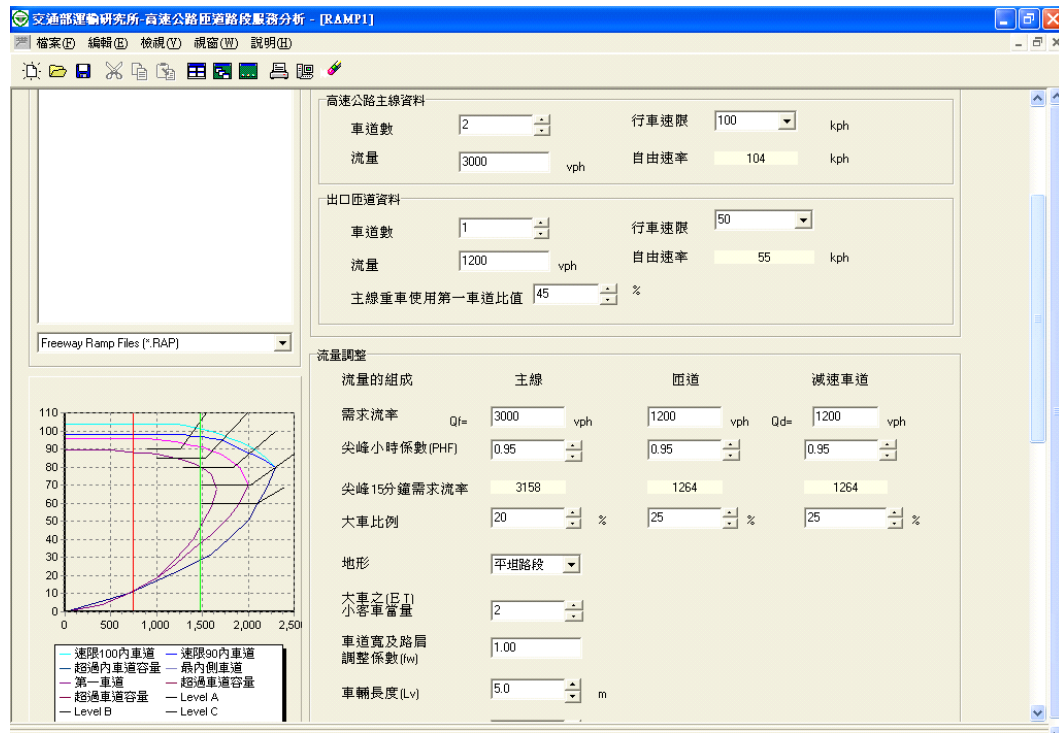 交通部運輸研究所-高速公路匝道路段服務分析 - [RAMP1]
檔案(F) 編輯(E) 檢視(V) 視窗(W) 說明(H)
高速公路主線資料
車道數 2 行車速限 100 kph
流量 3000 vph 自由速率 104 kph
出口匝道資料
車道數 1 行車速限 50
流量 1200 vph 自由速率 55 kph
主線重車使用第一車道比值 45 %
Freeway Ramp Files (*.RAP)
流量調整
流量的組成 主線 匝道 減速車道
需求流率 Qf= 3000 vph 1200 vph Qd= 1200 vph
尖峰小時係數(PHF) 0.95 0.95 0.95
尖峰15分鐘需求流率 3158 1264 1264
大車比例 20 % 25 % 25 %
地形 平坦路段
大車之(ET)
小客車當量 2
車道寬及路肩
調整係數(fw) 1.00
車輛長度(Lv) 5.0 m
110
100
90
80
70
60
50
40
30
20
10
0
0 500 1,000 1,500 2,000 2,50
速限100內車道 速限90內車道
超過內車道容量 最內側車道
第一車道 超過車道容量
超過車道容量 Level A
Level B Level C